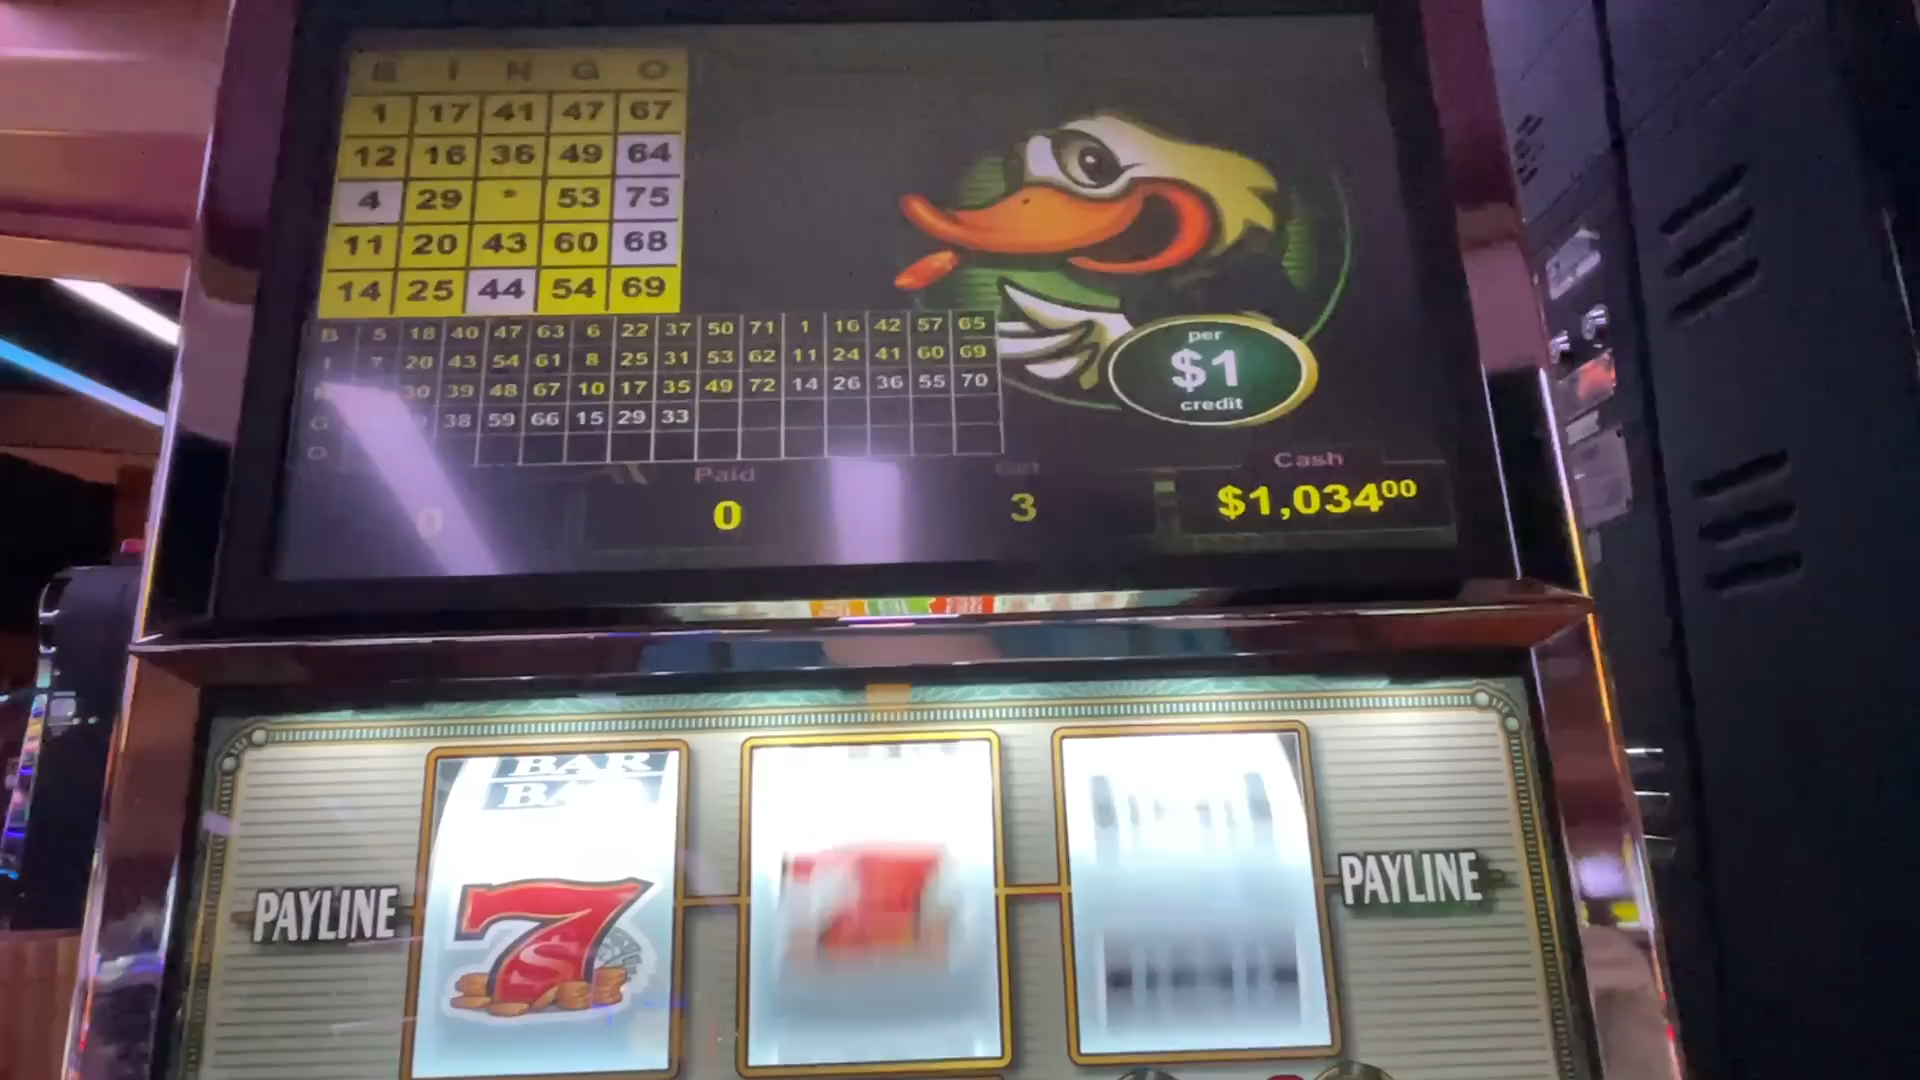 B I N G O
1 17 41 47 67
12 16 36 49 64
4 29 * 53 75
11 20 43 60 68
14 25 44 54 69
B 5 18 40 47 63 6 22 37 50 71 1 16 42 57 65
I 7 20 43 54 61 8 25 31 53 62 11 24 41 60 69
30 39 48 67 10 17 35 49 72 14 26 36 55 70
G 38 59 66 15 29 33
O
per
$1
credit
Paid
Cash
0 0 3 $1,034⁰⁰
BAR
BAR
7
$
PAYLINE
PAYLINE